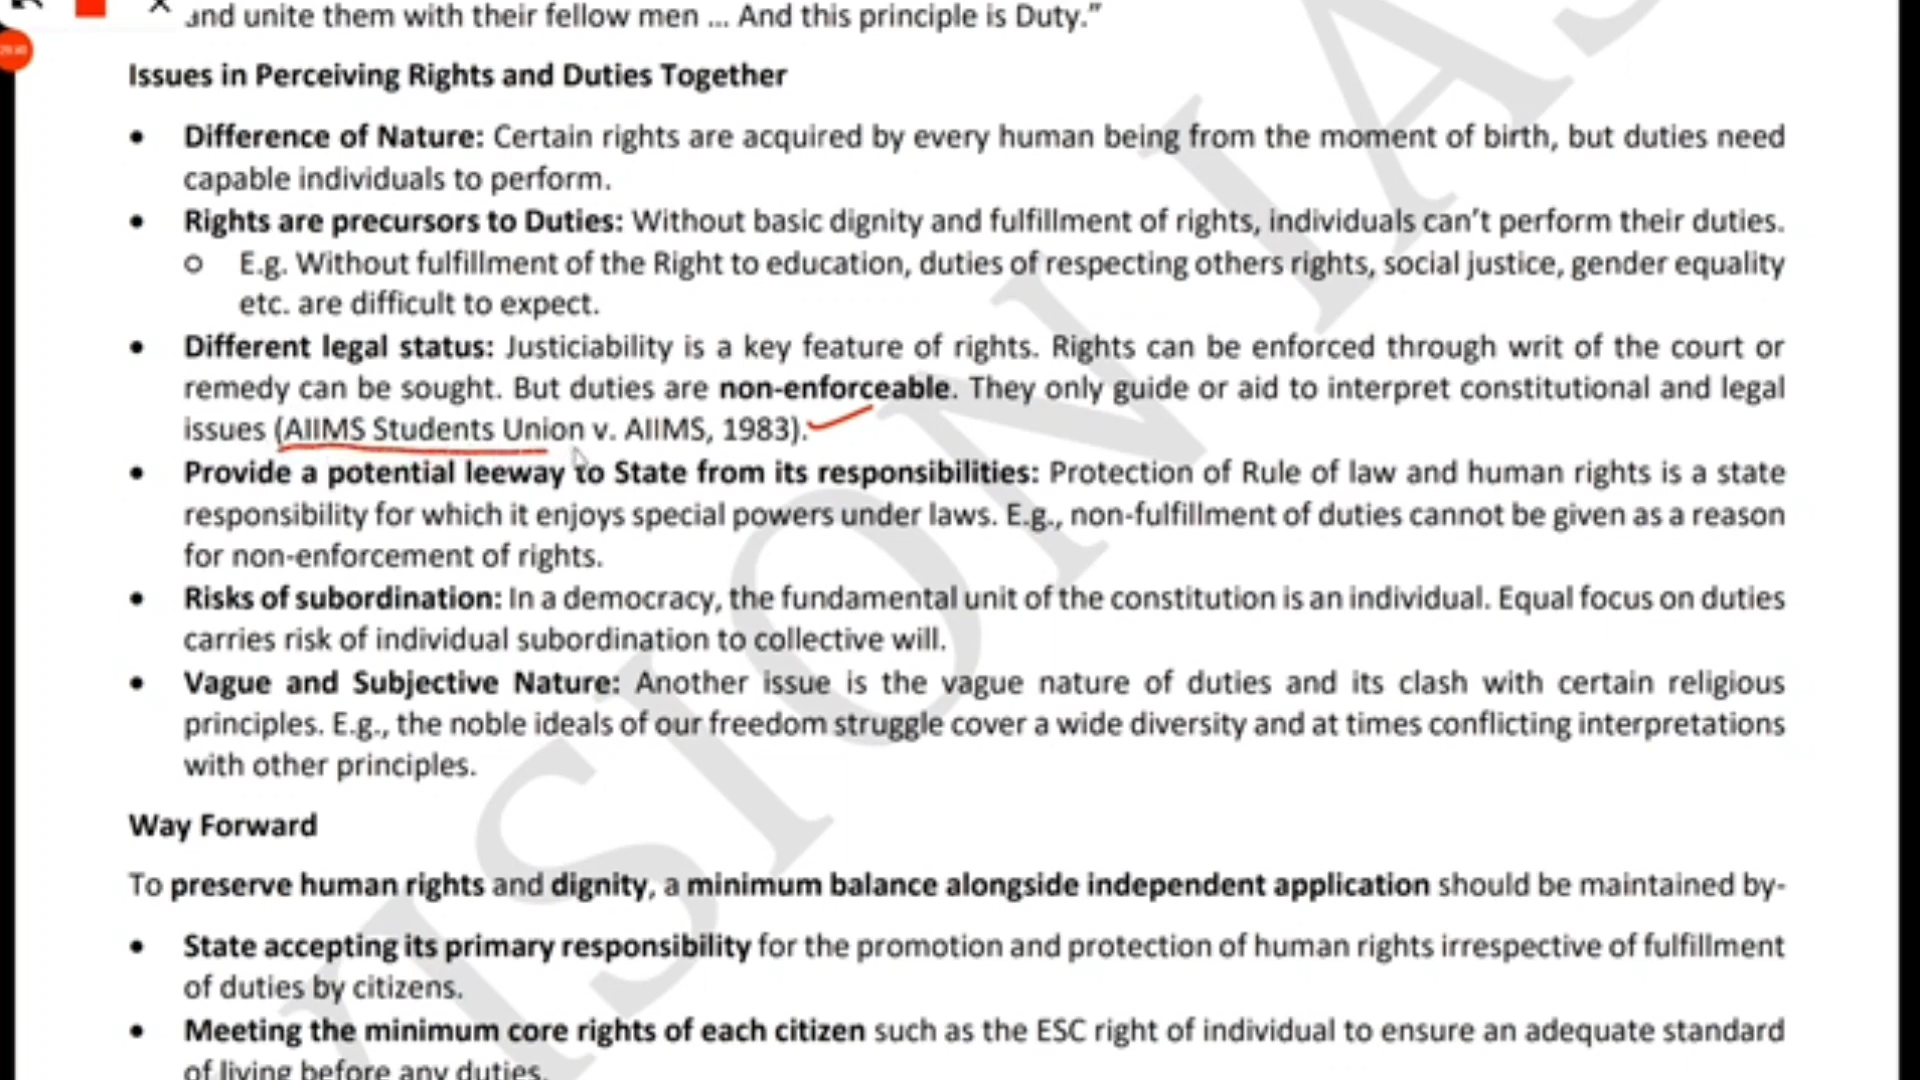 and unite them with their fellow men ... And this principle is Duty.”
Issues in Perceiving Rights and Duties Together
• Difference of Nature: Certain rights are acquired by every human being from the moment of birth, but duties need
capable individuals to perform.
• Rights are precursors to Duties: Without basic dignity and fulfillment of rights, individuals can’t perform their duties.
o E.g. Without fulfillment of the Right to education, duties of respecting others rights, social justice, gender equality
etc. are difficult to expect.
• Different legal status: Justiciability is a key feature of rights. Rights can be enforced through writ of the court or
remedy can be sought. But duties are non-enforceable. They only guide or aid to interpret constitutional and legal
issues (AIIMS Students Union v. AIIMS, 1983).
• Provide a potential leeway to State from its responsibilities: Protection of Rule of law and human rights is a state
responsibility for which it enjoys special powers under laws. E.g., non-fulfillment of duties cannot be given as a reason
for non-enforcement of rights.
• Risks of subordination: In a democracy, the fundamental unit of the constitution is an individual. Equal focus on duties
carries risk of individual subordination to collective will.
• Vague and Subjective Nature: Another issue is the vague nature of duties and its clash with certain religious
principles. E.g., the noble ideals of our freedom struggle cover a wide diversity and at times conflicting interpretations
with other principles.
Way Forward
To preserve human rights and dignity, a minimum balance alongside independent application should be maintained by-
• State accepting its primary responsibility for the promotion and protection of human rights irrespective of fulfillment
of duties by citizens.
• Meeting the minimum core rights of each citizen such as the ESC right of individual to ensure an adequate standard
of living before any duties.
VISION IAS